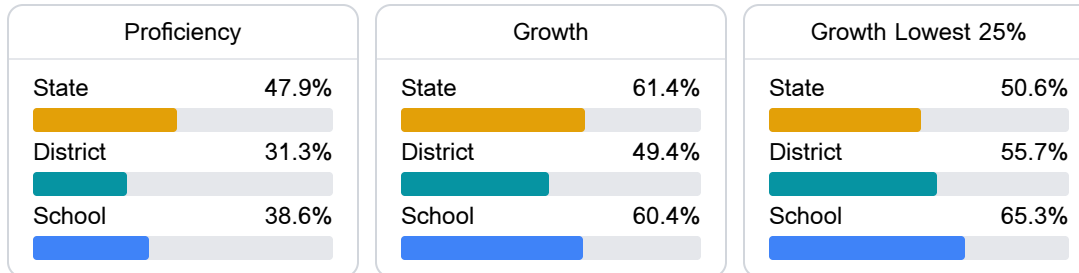 Proficiency
State 47.9%
District 31.3%
School 38.6%
Growth
State 61.4%
District 49.4%
School 60.4%
Growth Lowest 25%
State 50.6%
District 55.7%
School 65.3%